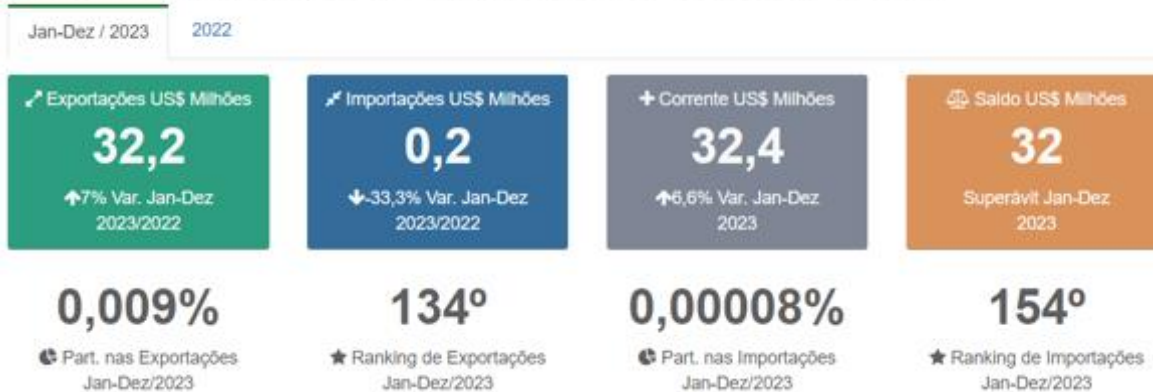 Jan-Dez / 2023
2022
Exportações US$ Milhões
32,2
7% Var. Jan-Dez
2023/2022
Importações US$ Milhões
0,2
-33,3% Var. Jan-Dez
2023/2022
Corrente US$ Milhões
32,4
6,6% Var. Jan-Dez
2023
Saldo US$ Milhões
32
Superávit Jan-Dez
2023
0,009%
Part. nas Exportações
Jan-Dez/2023
134º
Ranking de Exportações
Jan-Dez/2023
0,00008%
Part. nas Importações
Jan-Dez/2023
154º
Ranking de Importações
Jan-Dez/2023